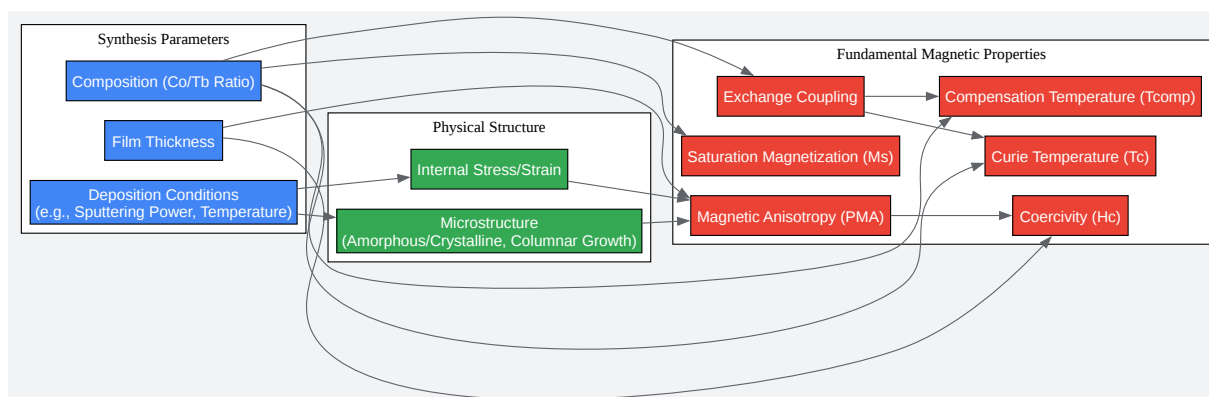 Synthesis Parameters
Composition (Co/Tb Ratio)
Film Thickness
Deposition Conditions
(e.g., Sputtering Power, Temperature)
Physical Structure
Internal Stress/Strain
Microstructure
(Amorphous/Crystalline, Columnar Growth)
Fundamental Magnetic Properties
Exchange Coupling
Compensation Temperature (Tcomp)
Saturation Magnetization (Ms)
Curie Temperature (Tc)
Magnetic Anisotropy (PMA)
Coercivity (Hc)